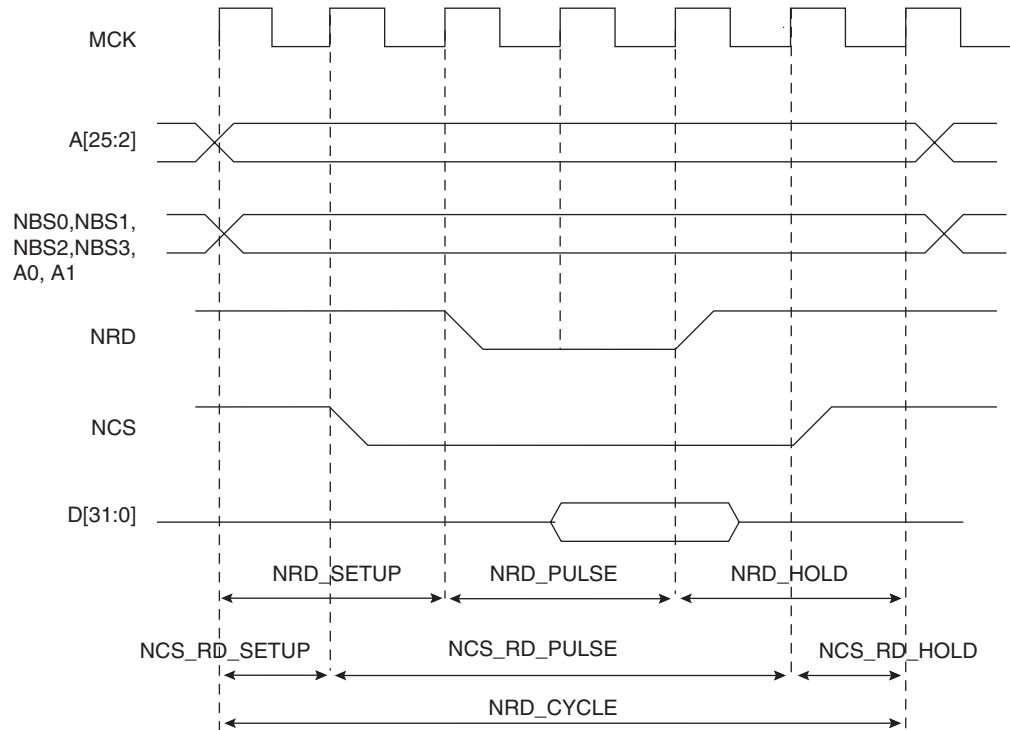 MCK
A[25:2]
NBS0,NBS1,
NBS2,NBS3,
A0, A1
NRD
NCS
D[31:0]
NRD_SETUP
NRD_PULSE
NRD_HOLD
NCS_RD_SETUP
NCS_RD_PULSE
NCS_RD_HOLD
NRD_CYCLE